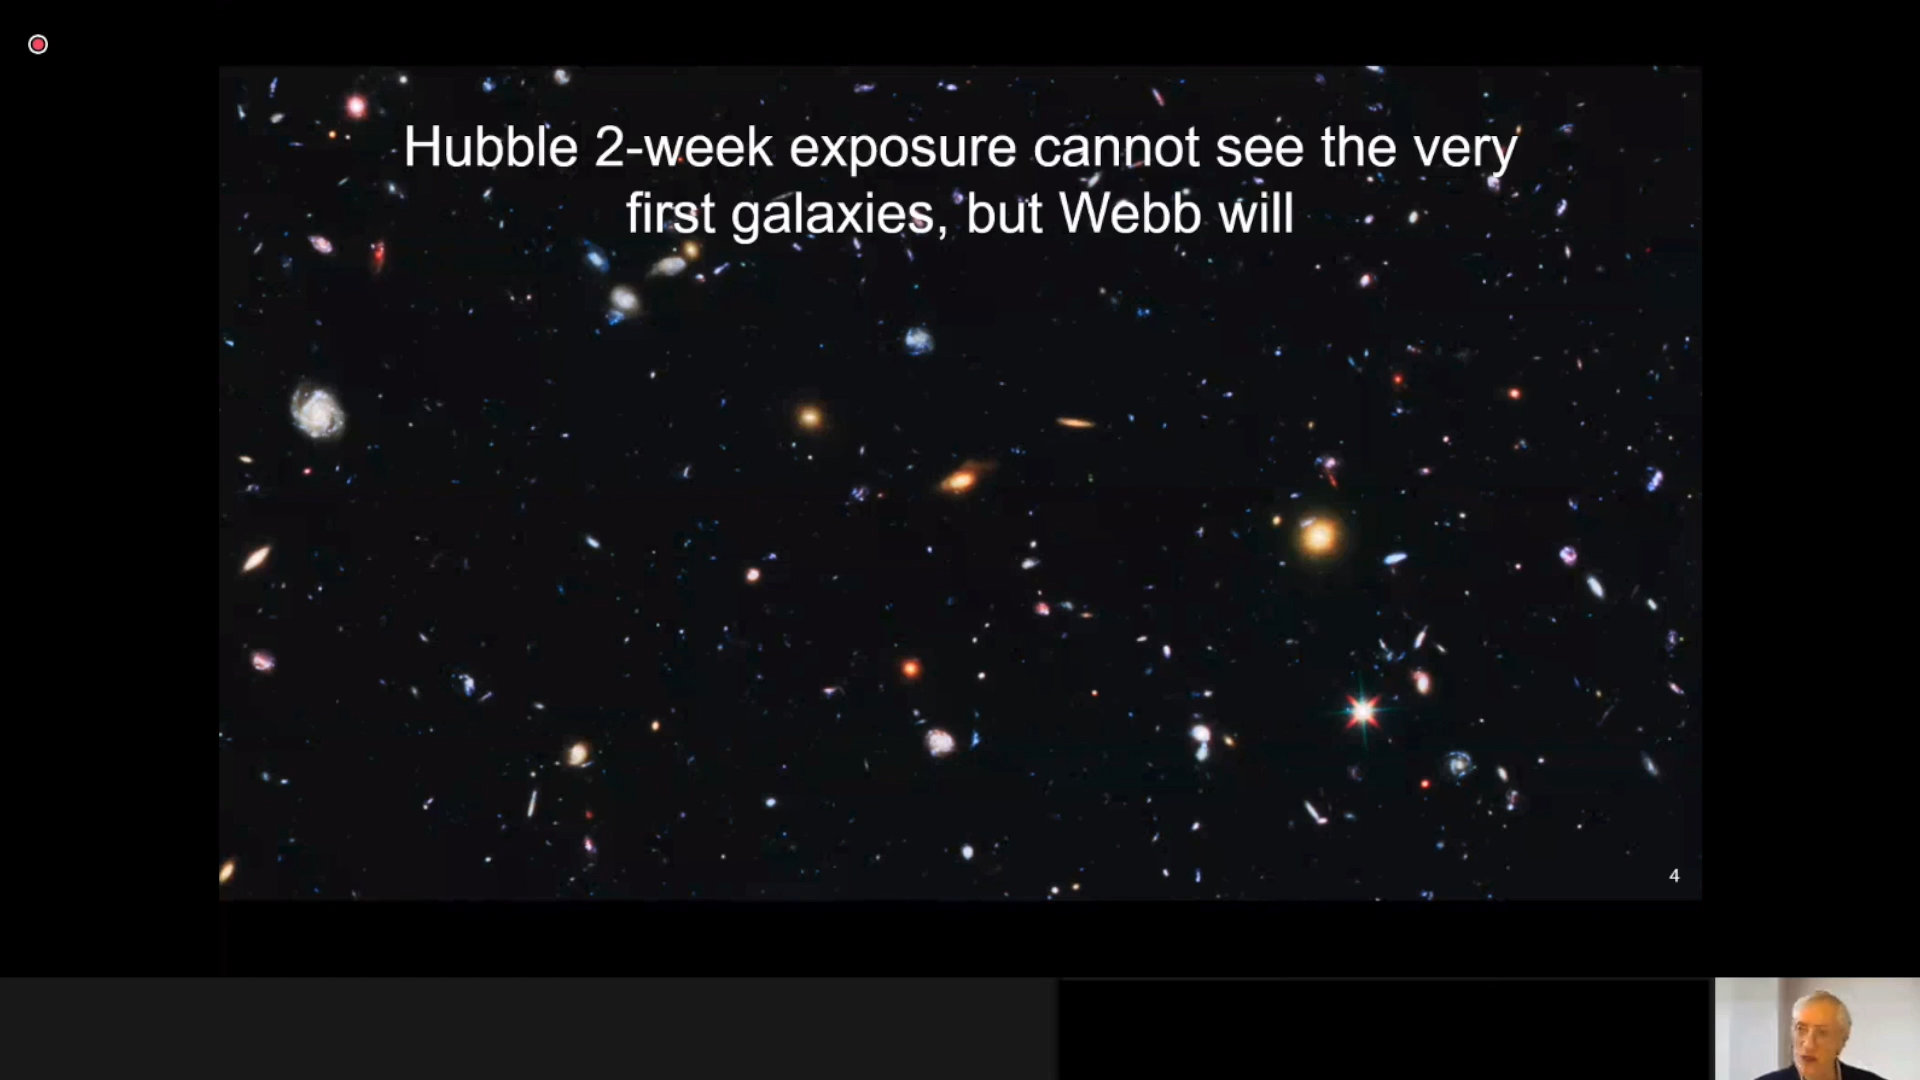 Hubble 2-week exposure cannot see the very
first galaxies, but Webb will
4